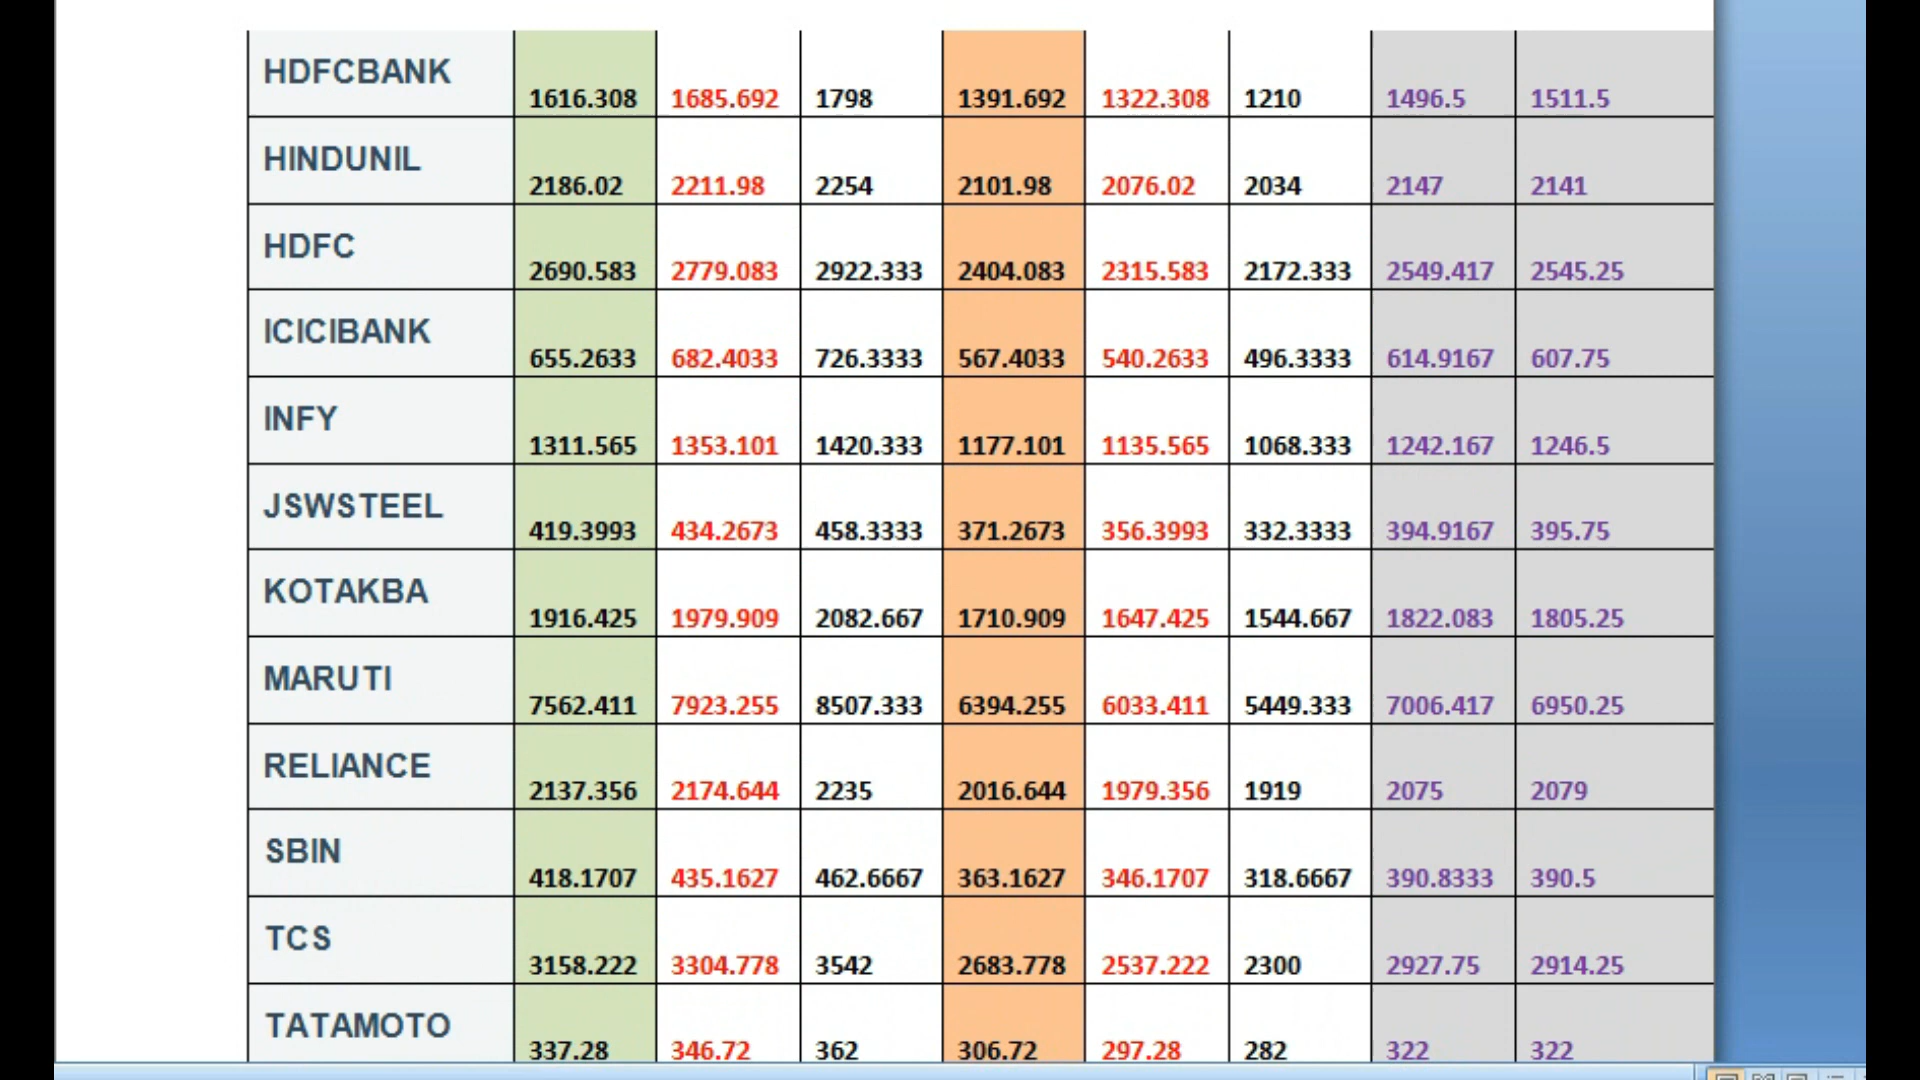 HDFCBANK 1616.308 1685.692 1798 1391.692 1322.308 1210 1496.5 1511.5
HINDUNIL 2186.02 2211.98 2254 2101.98 2076.02 2034 2147 2141
HDFC 2690.583 2779.083 2922.333 2404.083 2315.583 2172.333 2549.417 2545.25
ICICIBANK 655.2633 682.4033 726.3333 567.4033 540.2633 496.3333 614.9167 607.75
INFY 1311.565 1353.101 1420.333 1177.101 1135.565 1068.333 1242.167 1246.5
JSWSTEEL 419.3993 434.2673 458.3333 371.2673 356.3993 332.3333 394.9167 395.75
KOTAKBA 1916.425 1979.909 2082.667 1710.909 1647.425 1544.667 1822.083 1805.25
MARUTI 7562.411 7923.255 8507.333 6394.255 6033.411 5449.333 7006.417 6950.25
RELIANCE 2137.356 2174.644 2235 2016.644 1979.356 1919 2075 2079
SBIN 418.1707 435.1627 462.6667 363.1627 346.1707 318.6667 390.8333 390.5
TCS 3158.222 3304.778 3542 2683.778 2537.222 2300 2927.75 2914.25
TATAMOTO 337.28 346.72 362 306.72 297.28 282 322 322